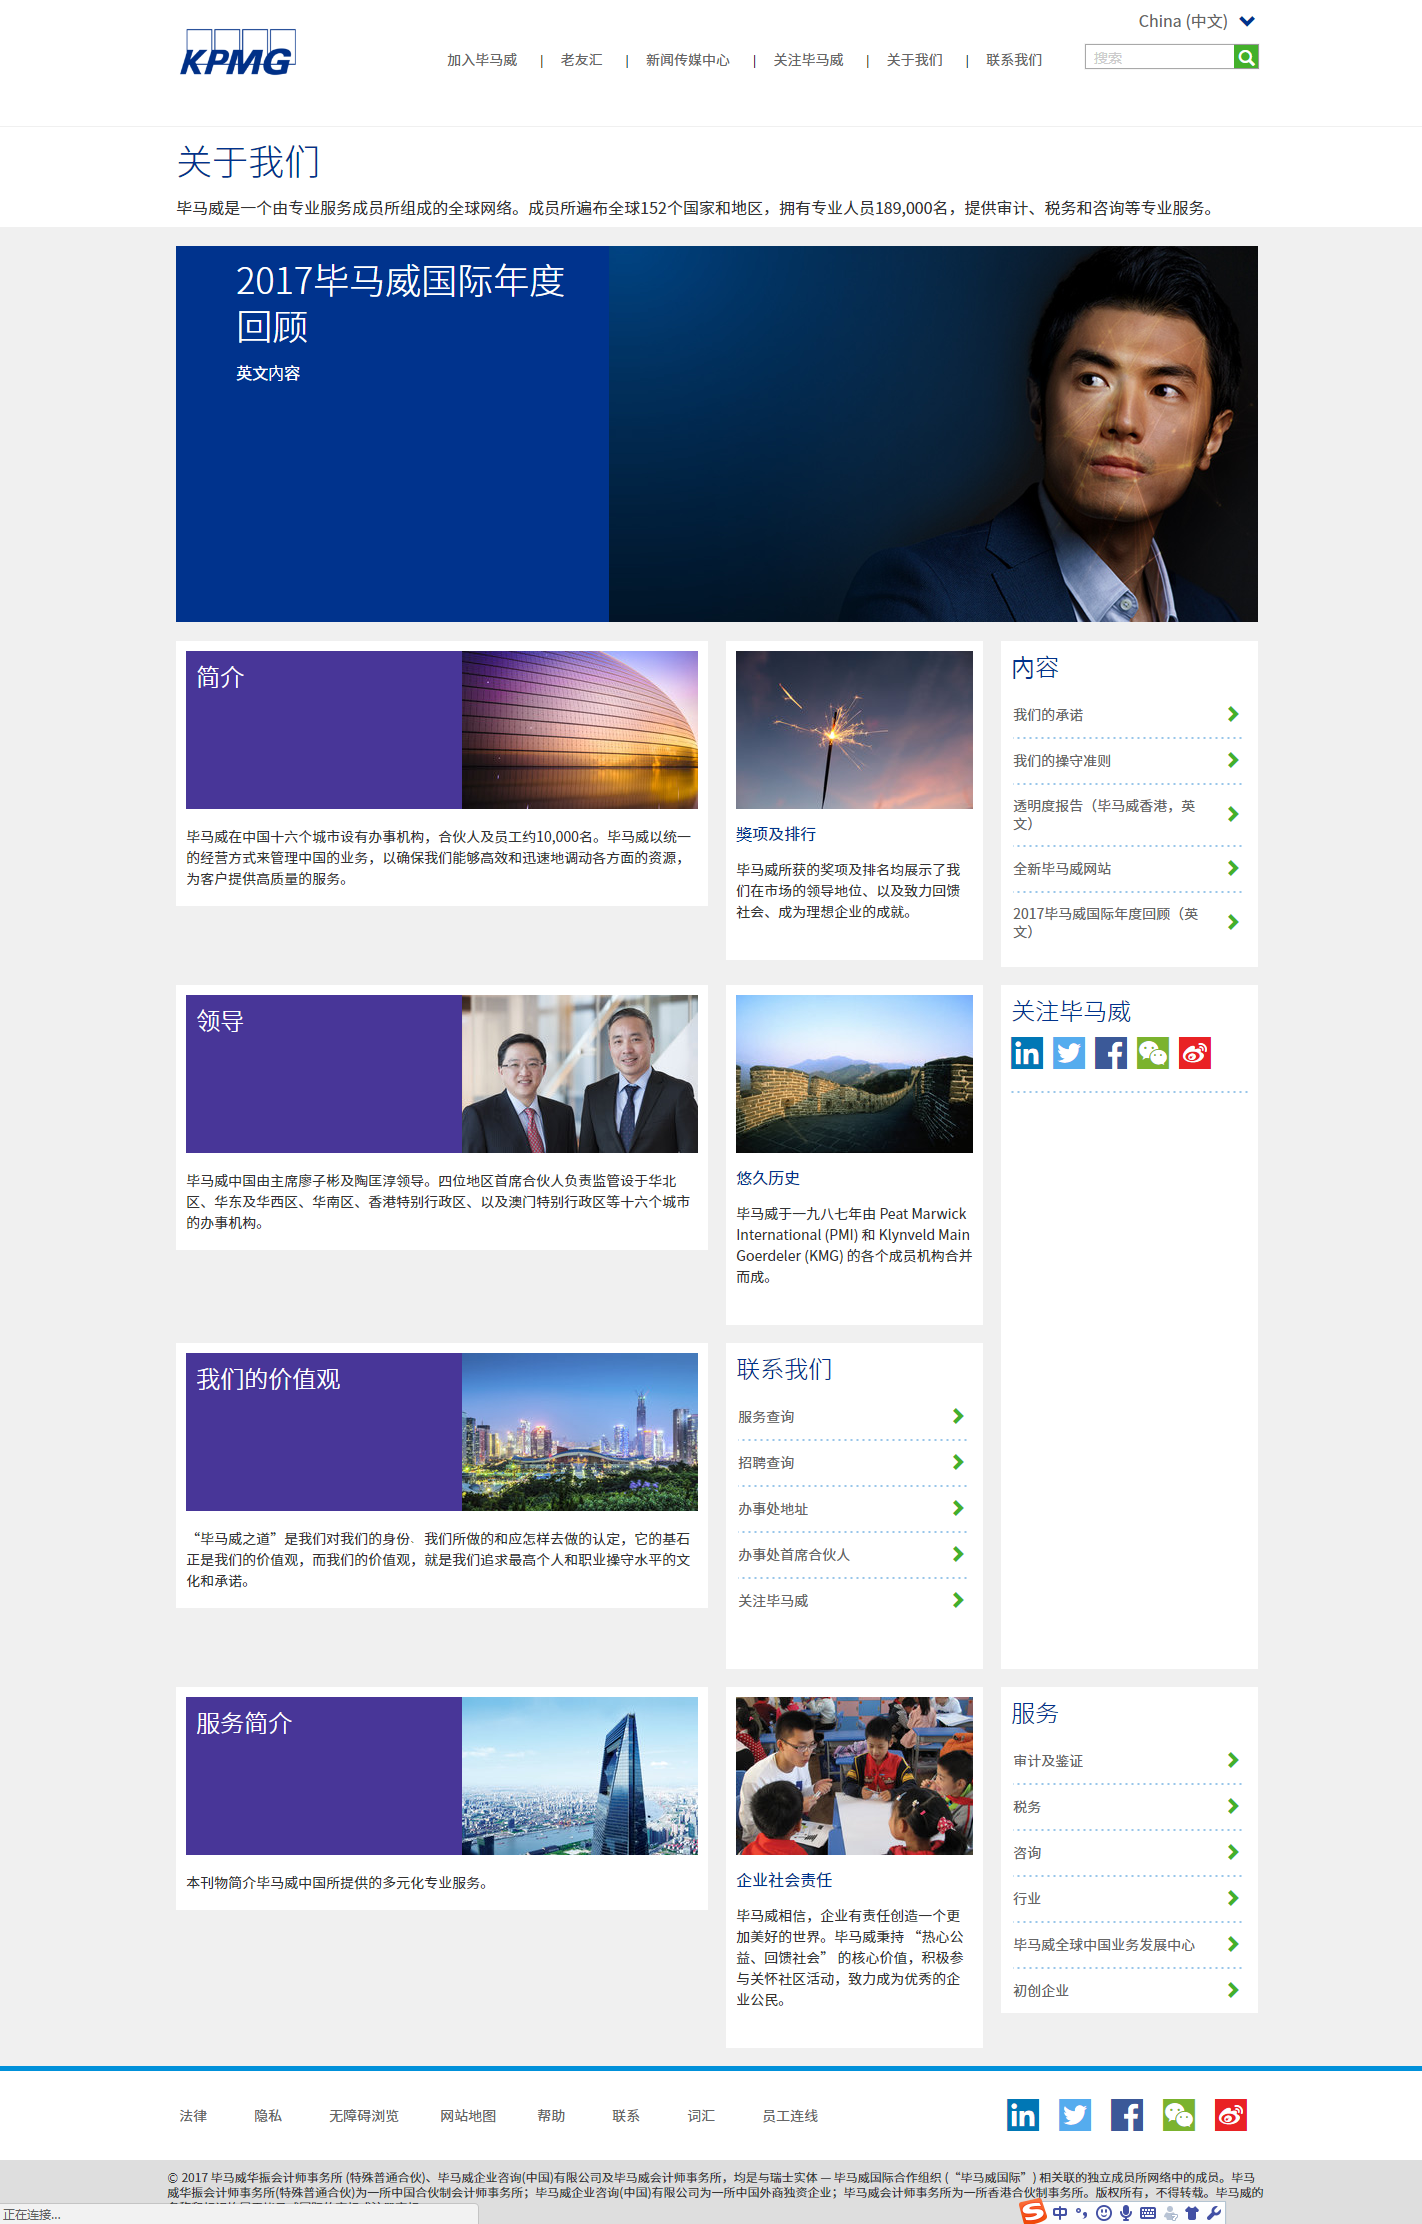 China (中文)
KPMG
加入毕马威 | 老友汇 | 新闻传媒中心 | 关注毕马威 | 关于我们 | 联系我们
搜索
关于我们
毕马威是一个由专业服务成员所组成的全球网络。成员所遍布全球152个国家和地区，拥有专业人员189,000名，提供审计、税务和咨询等专业服务。
2017毕马威国际年度
回顾
英文内容
简介
毕马威在中国十六个城市设有办事机构，合伙人及员工约10,000名。毕马威以统一
的经营方式来管理中国的业务，以确保我们能够高效和迅速地调动各方面的资源，
为客户提供高质量的服务。
奖项及排行
毕马威所获的奖项及排名均展示了我
们在市场的领导地位、以及致力回馈
社会、成为理想企业的成就。
内容
我们的承诺
我们的操守准则
透明度报告（毕马威香港，英
文）
全新毕马威网站
2017毕马威国际年度回顾（英
文）
领导
毕马威中国由主席廖子彬及陶匡淳领导。四位地区首席合伙人负责监管设于华北
区、华东及华西区、华南区、香港特别行政区、以及澳门特别行政区等十六个城市
的办事机构。
悠久历史
毕马威于一九八七年由 Peat Marwick
International (PMI) 和 Klynveld Main
Goerdeler (KMG) 的各个成员机构合并
而成。
关注毕马威
我们的价值观
“毕马威之道”是我们对我们的身份、我们所做的和应怎样去做的认定，它的基石
正是我们的价值观，而我们的价值观，就是我们追求最高个人和职业操守水平的文
化和承诺。
联系我们
服务查询
招聘查询
办事处地址
办事处首席合伙人
关注毕马威
服务简介
本刊物简介毕马威中国所提供的多元化专业服务。
企业社会责任
毕马威相信，企业有责任创造一个更
加美好的世界。毕马威秉持 “热心公
益、回馈社会” 的核心价值，积极参
与关怀社区活动，致力成为优秀的企
业公民。
服务
审计及鉴证
税务
咨询
行业
毕马威全球中国业务发展中心
初创企业
法律 隐私 无障碍浏览 网站地图 帮助 联系 词汇 员工连线
© 2017 毕马威华振会计师事务所 (特殊普通合伙)、毕马威企业咨询(中国)有限公司及毕马威会计师事务所，均是与瑞士实体 — 毕马威国际合作组织 (“毕马威国际”) 相关联的独立成员所网络中的成员。毕马
威华振会计师事务所(特殊普通合伙)为一所中国合伙制会计师事务所；毕马威企业咨询(中国)有限公司为一所中国外商独资企业；毕马威会计师事务所为一所香港合伙制事务所。版权所有，不得转载。毕马威的
正在连接...
中